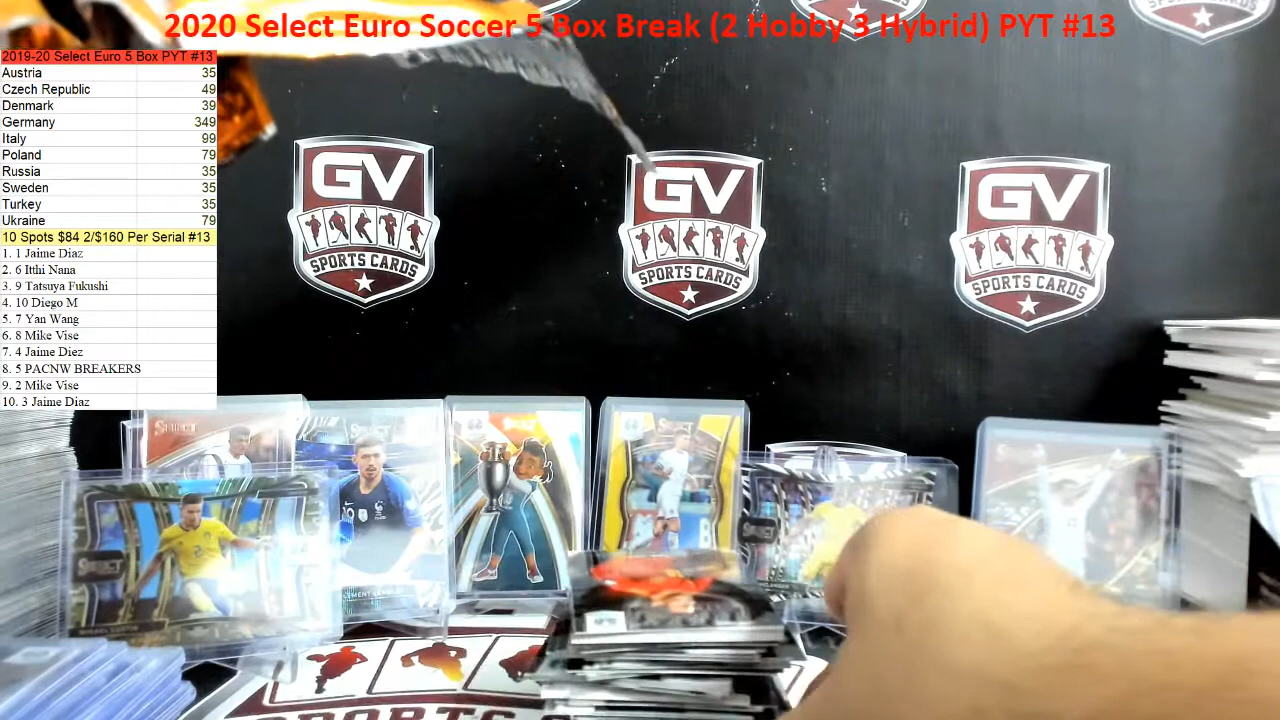 2020 Select Euro Soccer 5 Box Break (2 Hobby 3 Hybrid) PYT #13
2019-20 Select Euro 5 Box PYT #13
Austria 35
Czech Republic 49
Denmark 39
Germany 349
Italy 99
Poland 79
Russia 35
Sweden 35
Turkey 35
Ukraine 79
10 Spots $84 2/$160 Per Serial #13
1. 1 Jaime Diaz
2. 6 Itthi Nana
3. 9 Tatsuya Fukushi
4. 10 Diego M
5. 7 Yan Wang
6. 8 Mike Vise
7. 4 Jaime Diez
8. 5 PACNW BREAKERS
9. 2 Mike Vise
10. 3 Jaime Diaz
GV
SPORTS CARDS
GV
SPORTS CARDS
GV
SPORTS CARDS
SELECT
SELECT
SELECT
SELECT